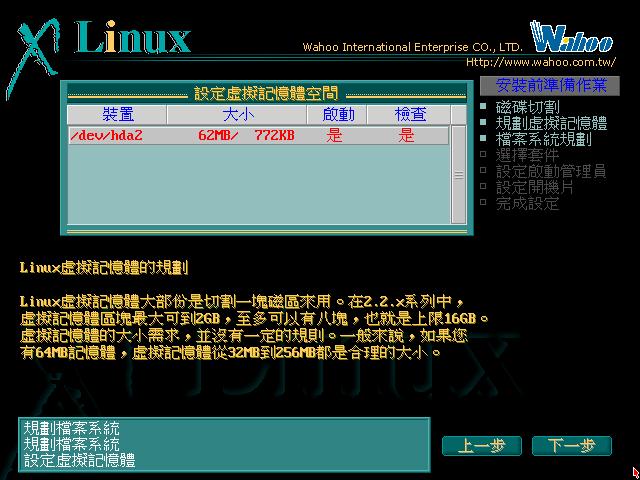 XLinux
Wahoo International Enterprise CO., LTD.
Wahoo
Http://www.wahoo.com.tw/
設定虛擬記憶體空間
裝置 大小 啟動 檢查
/dev/hda2 62MB/ 772KB 是 是
安裝前準備作業
磁碟切割
規劃虛擬記憶體
檔案系統規劃
選擇套件
設定啟動管理員
設定開機片
完成設定
Linux虛擬記憶體的規劃
Linux虛擬記憶體大部份是切割一塊磁區來用。在2.2.x系列中，
虛擬記憶體區塊最大可到2GB，至多可以有八塊，也就是上限16GB。
虛擬記憶體的大小需求，並沒有一定的規則。一般來說，如果您
有64MB記憶體，虛擬記憶體從32MB到256MB都是合理的大小。
規劃檔案系統
規劃檔案系統
設定虛擬記憶體
上一步 下一步